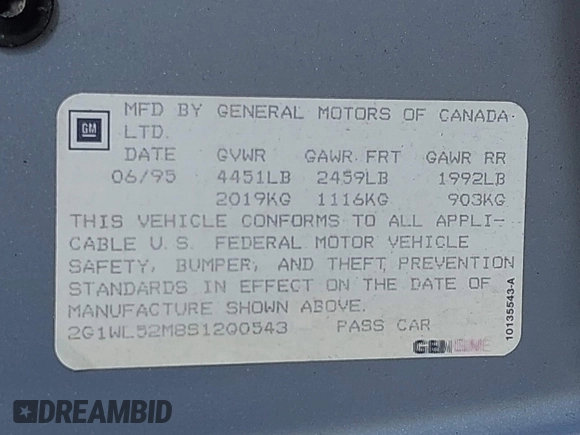 GM
MFD BY GENERAL MOTORS OF CANADA
LTD.
DATE GVWR GAWR FRT GAWR RR
06/95 4451LB 2459LB 1992LB
2019KG 1116KG 903KG
THIS VEHICLE CONFORMS TO ALL APPLI-
CABLE U.S. FEDERAL MOTOR VEHICLE
SAFETY, BUMPER, AND THEFT PREVENTION
STANDARDS IN EFFECT ON THE DATE OF
MANUFACTURE SHOWN ABOVE.
2G1WL52M8S1200543 PASS CAR
GENUINE
10135543-A
DREAMBID